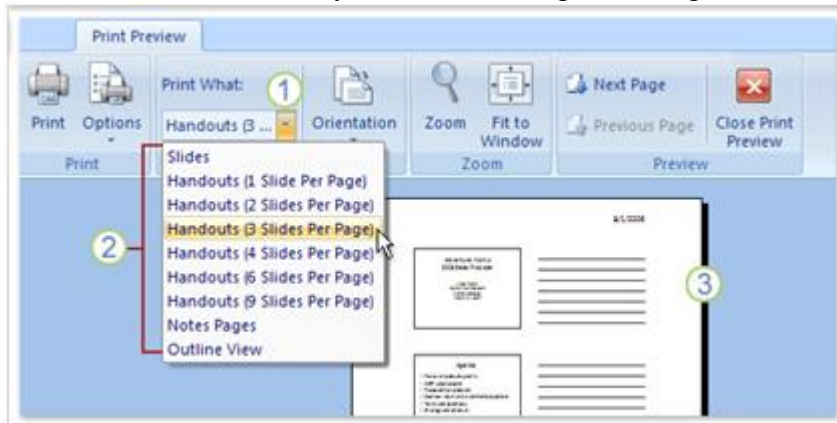 Print Preview
Print What:
1
Handouts (3 ...
Print
Options
Orientation
Zoom
Fit to
Window
Next Page
Previous Page
Close Print
Preview
Print
Zoom
Preview
Slides
Handouts (1 Slide Per Page)
Handouts (2 Slides Per Page)
Handouts (3 Slides Per Page)
Handouts (4 Slides Per Page)
Handouts (6 Slides Per Page)
Handouts (9 Slides Per Page)
Notes Pages
Outline View
2
3
Agenda